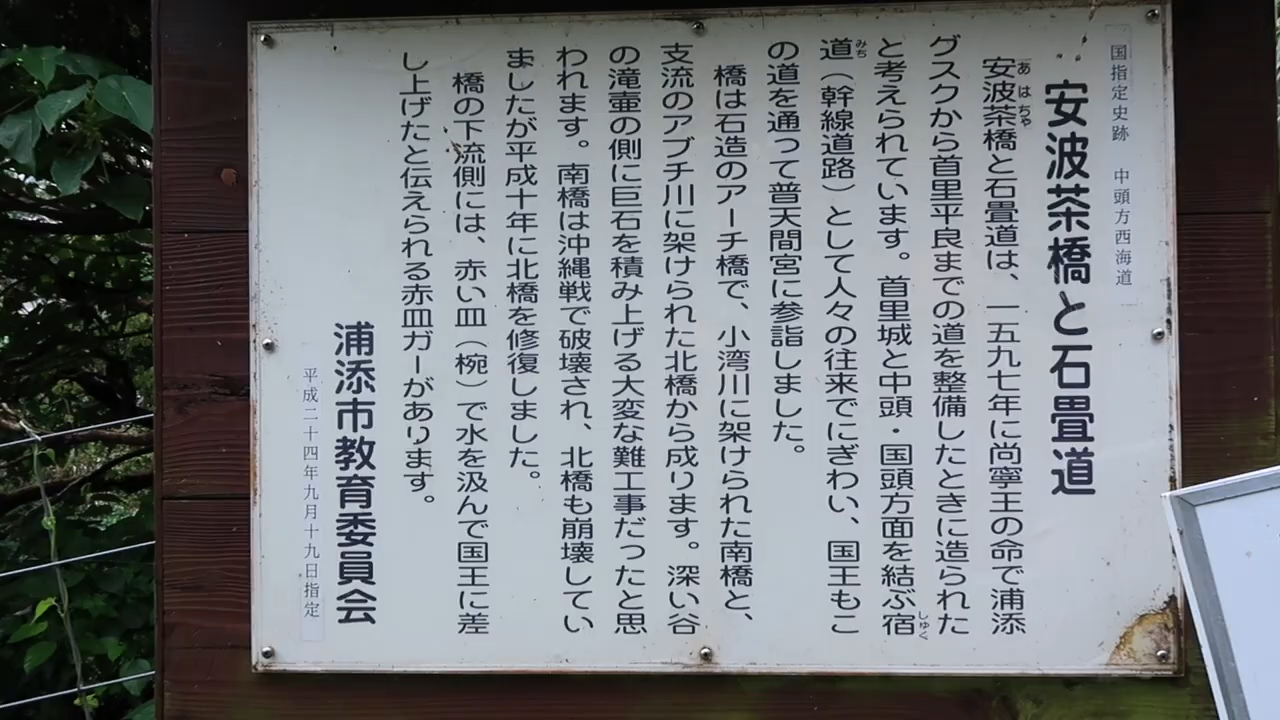 国指定史跡　中頭方西海道
安波茶橋と石畳道
安波茶橋と石畳道は、一五九七年に尚寧王の命で浦添
あはちゃ
グスクから首里平良までの道を整備したときに造られた
と考えられています。首里城と中頭・国頭方面を結ぶ宿
しゅく
道（幹線道路）として人々の往来でにぎわい、国王もこ
みち
の道を通って普天間宮に参詣しました。
橋は石造のアーチ橋で、小湾川に架けられた南橋と、
支流のアブチ川に架けられた北橋から成ります。深い谷
の滝壷の側に巨石を積み上げる大変な難工事だったと思
われます。南橋は沖縄戦で破壊され、北橋も崩壊してい
ましたが平成十年に北橋を修復しました。
橋の下流側には、赤い皿（椀）で水を汲んで国王に差
し上げたと伝えられる赤皿ガーがあります。
浦添市教育委員会
平成二十四年九月十九日指定